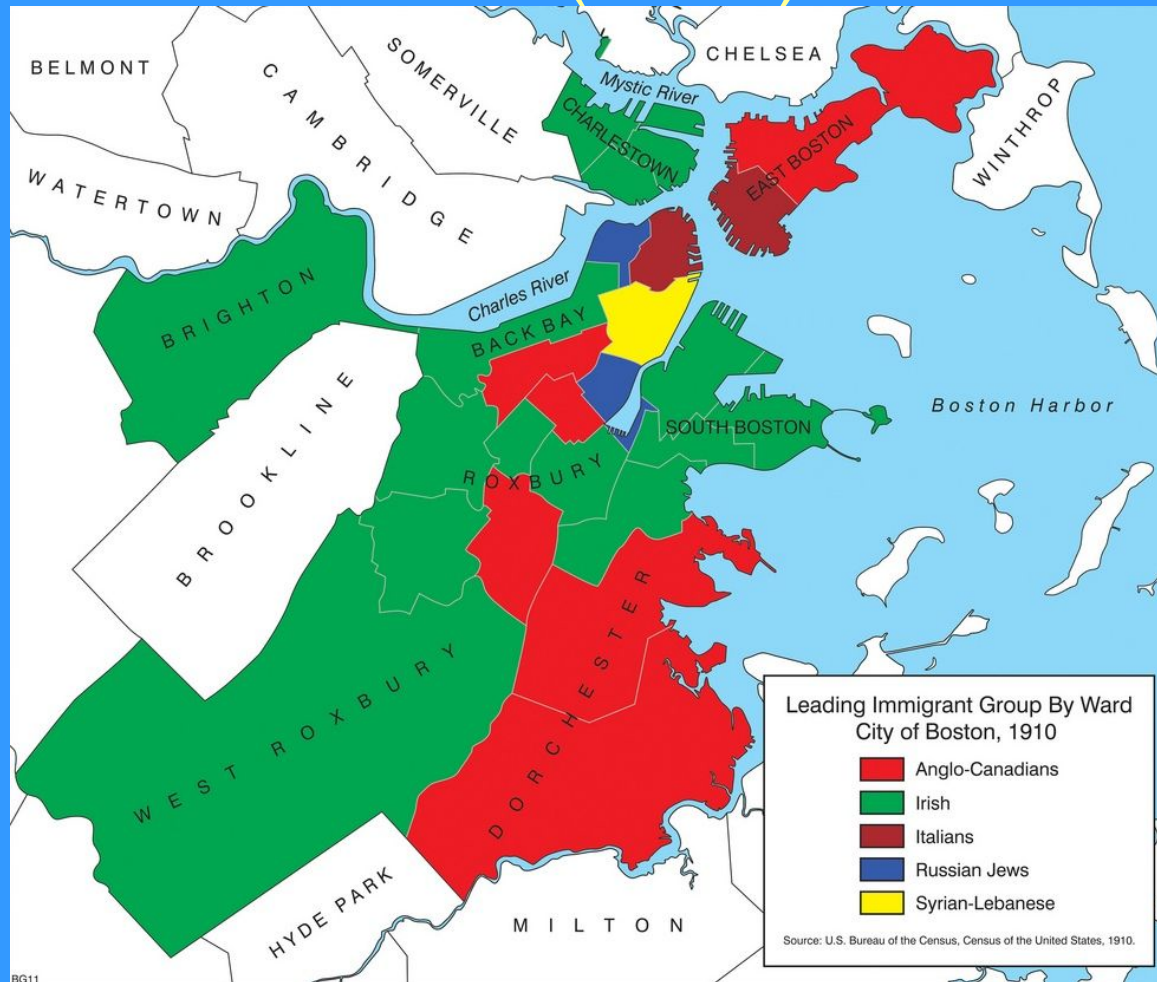 BELMONT
CAMBRIDGE
SOMERVILLE
CHELSEA
Mystic River
CHARLESTOWN
EAST BOSTON
WINTHROP
WATERTOWN
BRIGHTON
Charles River
BACK BAY
BROOKLINE
Boston Harbor
SOUTH BOSTON
ROXBURY
WEST ROXBURY
DORCHESTER
HYDE PARK
MILTON
Leading Immigrant Group By Ward
City of Boston, 1910
Anglo-Canadians
Irish
Italians
Russian Jews
Syrian-Lebanese
Source: U.S. Bureau of the Census, Census of the United States, 1910.
BG11